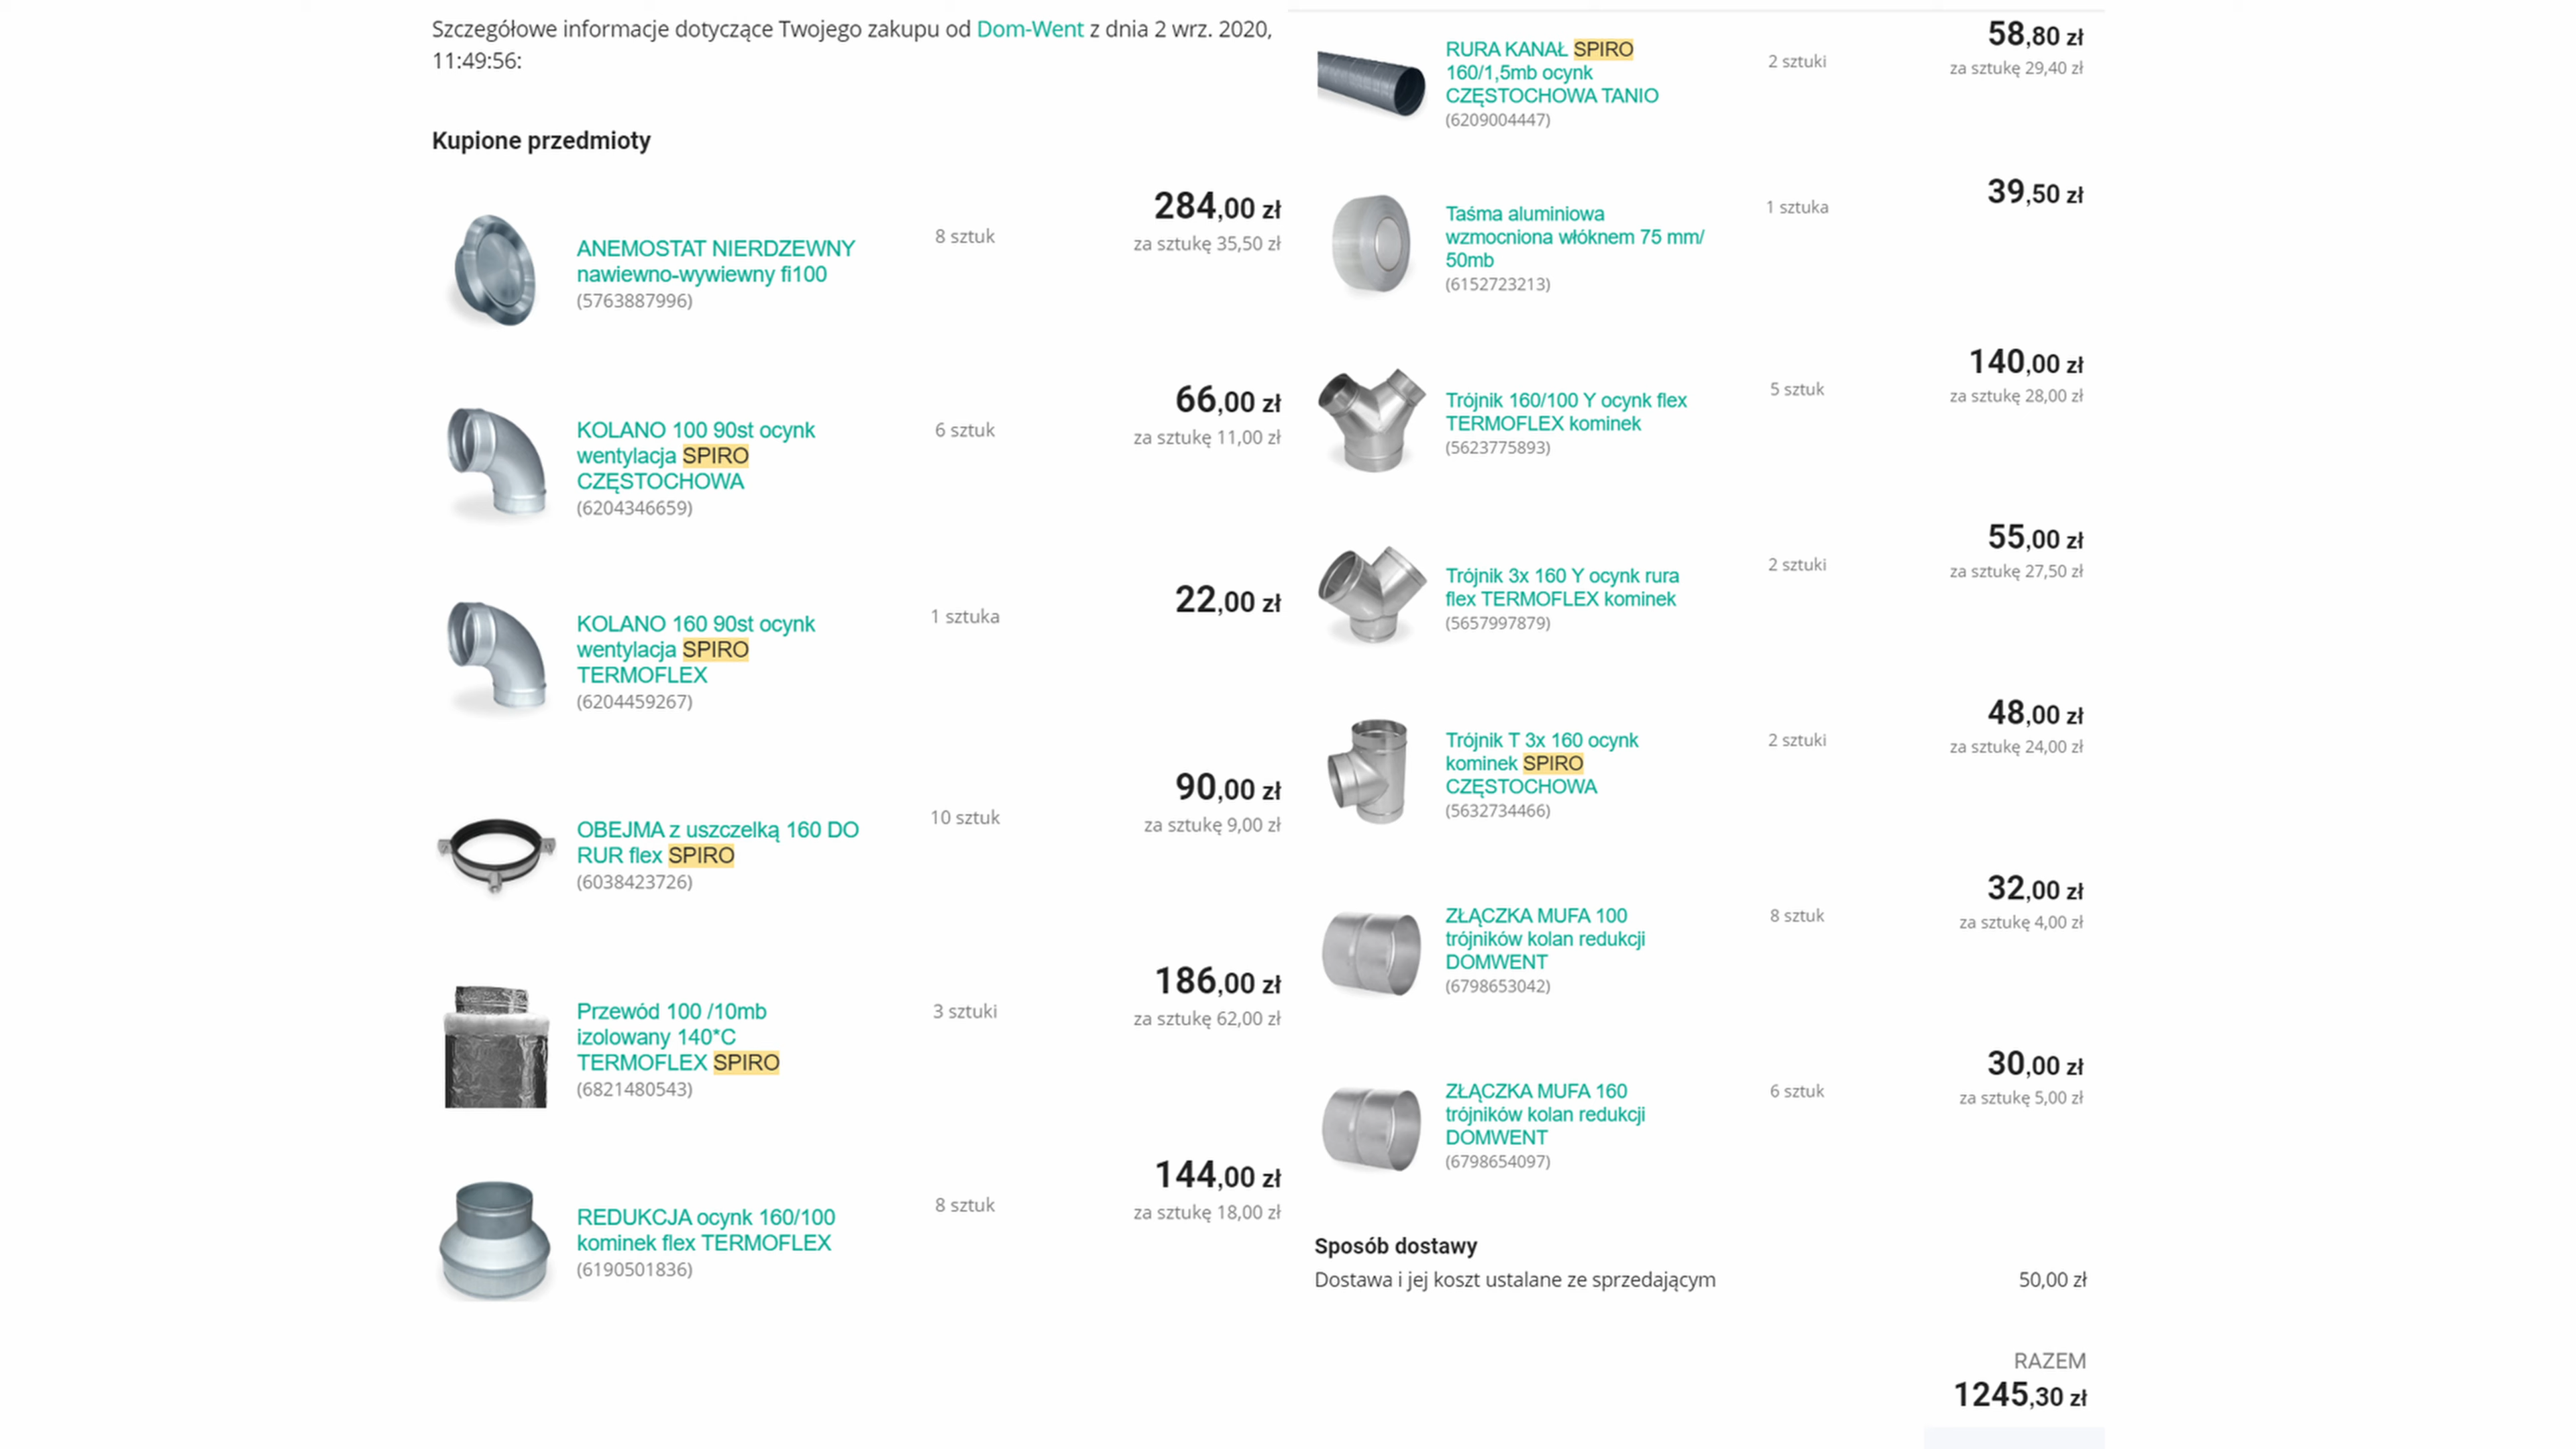 Szczegółowe informacje dotyczące Twojego zakupu od Dom-Went z dnia 2 wrz. 2020,
11:49:56:
Kupione przedmioty
ANEMOSTAT NIERDZEWNY
nawiewno-wywiewny fi100
(5763887996)
8 sztuk
284,00 zł
za sztukę 35,50 zł
KOLANO 100 90st ocynk
wentylacja SPIRO
CZĘSTOCHOWA
(6204346659)
6 sztuk
66,00 zł
za sztukę 11,00 zł
KOLANO 160 90st ocynk
wentylacja SPIRO
TERMOFLEX
(6204459267)
1 sztuka
22,00 zł
OBEJMA z uszczelką 160 DO
RUR flex SPIRO
(6038423726)
10 sztuk
90,00 zł
za sztukę 9,00 zł
Przewód 100 /10mb
izolowany 140*C
TERMOFLEX SPIRO
(6821480543)
3 sztuki
186,00 zł
za sztukę 62,00 zł
REDUKCJA ocynk 160/100
kominek flex TERMOFLEX
(6190501836)
8 sztuk
144,00 zł
za sztukę 18,00 zł
RURA KANAŁ SPIRO
160/1,5mb ocynk
CZĘSTOCHOWA TANIO
(6209004447)
2 sztuki
58,80 zł
za sztukę 29,40 zł
Taśma aluminiowa
wzmocniona włóknem 75 mm/
50mb
(6152723213)
1 sztuka
39,50 zł
Trójnik 160/100 Y ocynk flex
TERMOFLEX kominek
(5623775893)
5 sztuk
140,00 zł
za sztukę 28,00 zł
Trójnik 3x 160 Y ocynk rura
flex TERMOFLEX kominek
(5657997879)
2 sztuki
55,00 zł
za sztukę 27,50 zł
Trójnik T 3x 160 ocynk
kominek SPIRO
CZĘSTOCHOWA
(5632734466)
2 sztuki
48,00 zł
za sztukę 24,00 zł
ZŁĄCZKA MUFA 100
trójników kolan redukcji
DOMWENT
(6798653042)
8 sztuk
32,00 zł
za sztukę 4,00 zł
ZŁĄCZKA MUFA 160
trójników kolan redukcji
DOMWENT
(6798654097)
6 sztuk
30,00 zł
za sztukę 5,00 zł
Sposób dostawy
Dostawa i jej koszt ustalane ze sprzedającym
50,00 zł
RAZEM
1245,30 zł